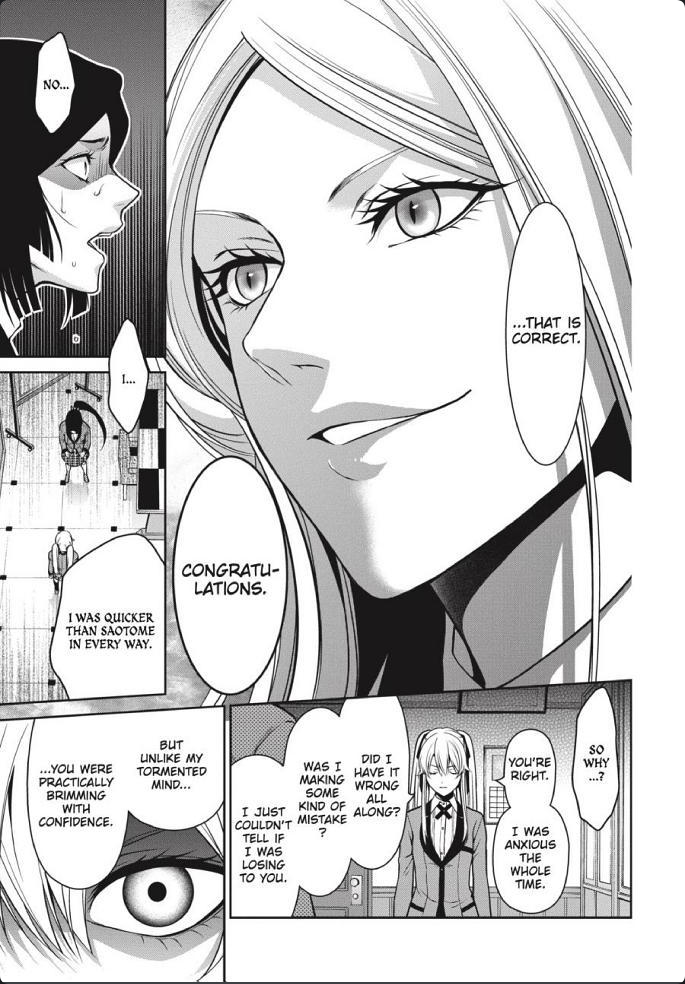 ...THAT IS
CORRECT.
CONGRATU-
LATIONS.
NO...
I...
I WAS QUICKER
THAN SAOTOME
IN EVERY WAY.
SO
WHY
...?
YOU'RE
RIGHT.
I WAS
ANXIOUS
THE
WHOLE
TIME.
DID I
HAVE IT
WRONG
ALL
ALONG?
WAS I
MAKING
SOME
KIND OF
MISTAKE
?
I JUST
COULDN'T
TELL IF
I WAS
LOSING
TO YOU.
BUT
UNLIKE MY
TORMENTED
MIND...
...YOU WERE
PRACTICALLY
BRIMMING
WITH
CONFIDENCE.